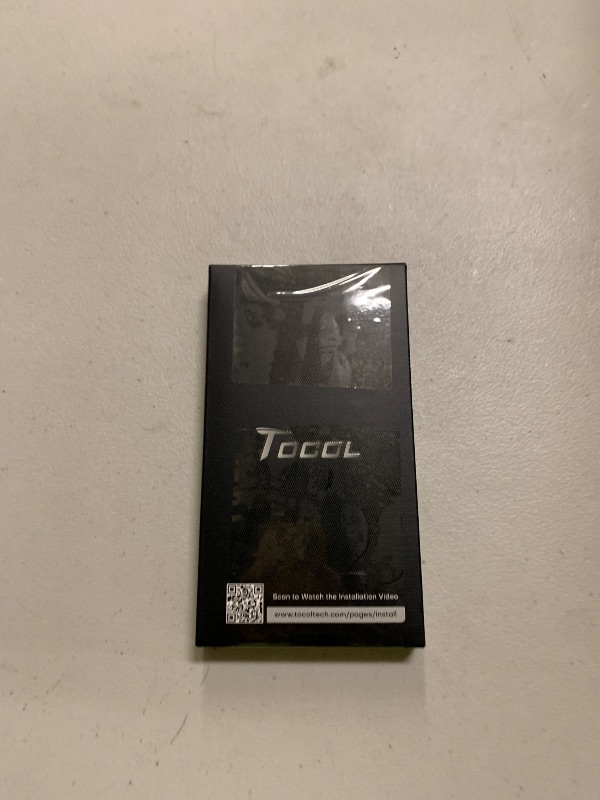 TOCOL
Scan to Watch the Installation Video
www.tocoltech.com/pages/install